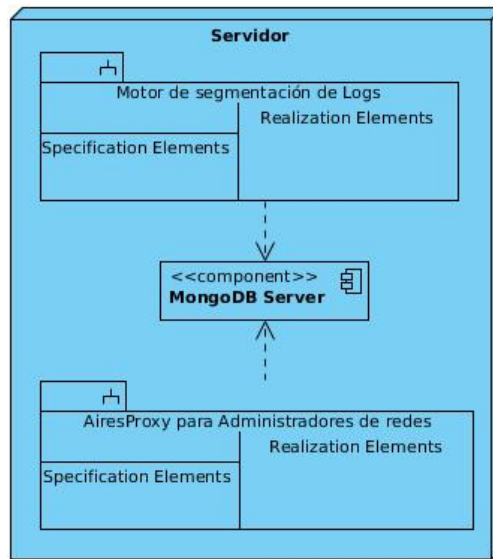 Servidor
Motor de segmentación de Logs
Realization Elements
Specification Elements
<<component>>
MongoDB Server
AiresProxy para Administradores de redes
Realization Elements
Specification Elements